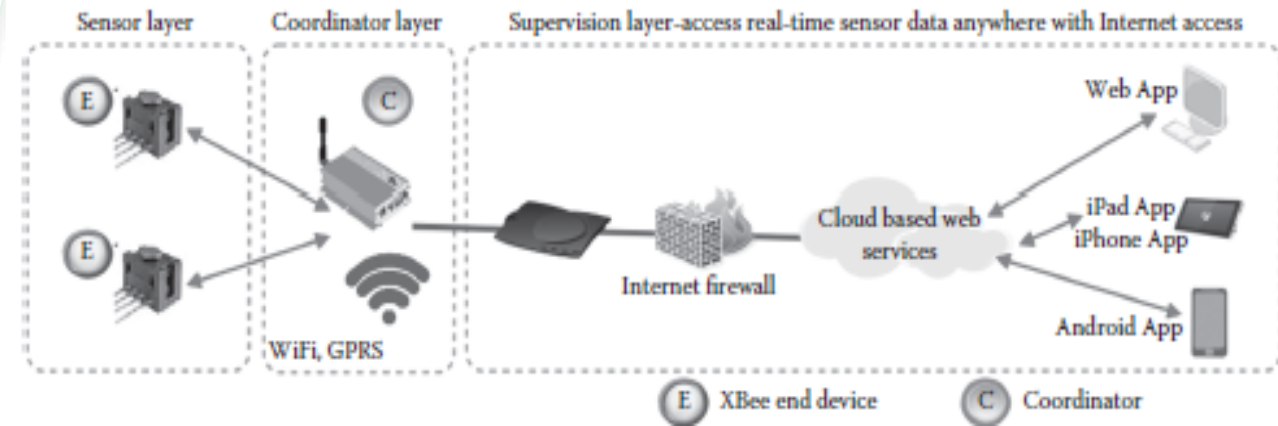 Sensor layer
Coordinator layer
Supervision layer-access real-time sensor data anywhere with Internet access
E
C
Web App
E
iPad App
iPhone App
Cloud based web
services
Internet firewall
WiFi, GPRS
Android App
E XBee end device
C Coordinator